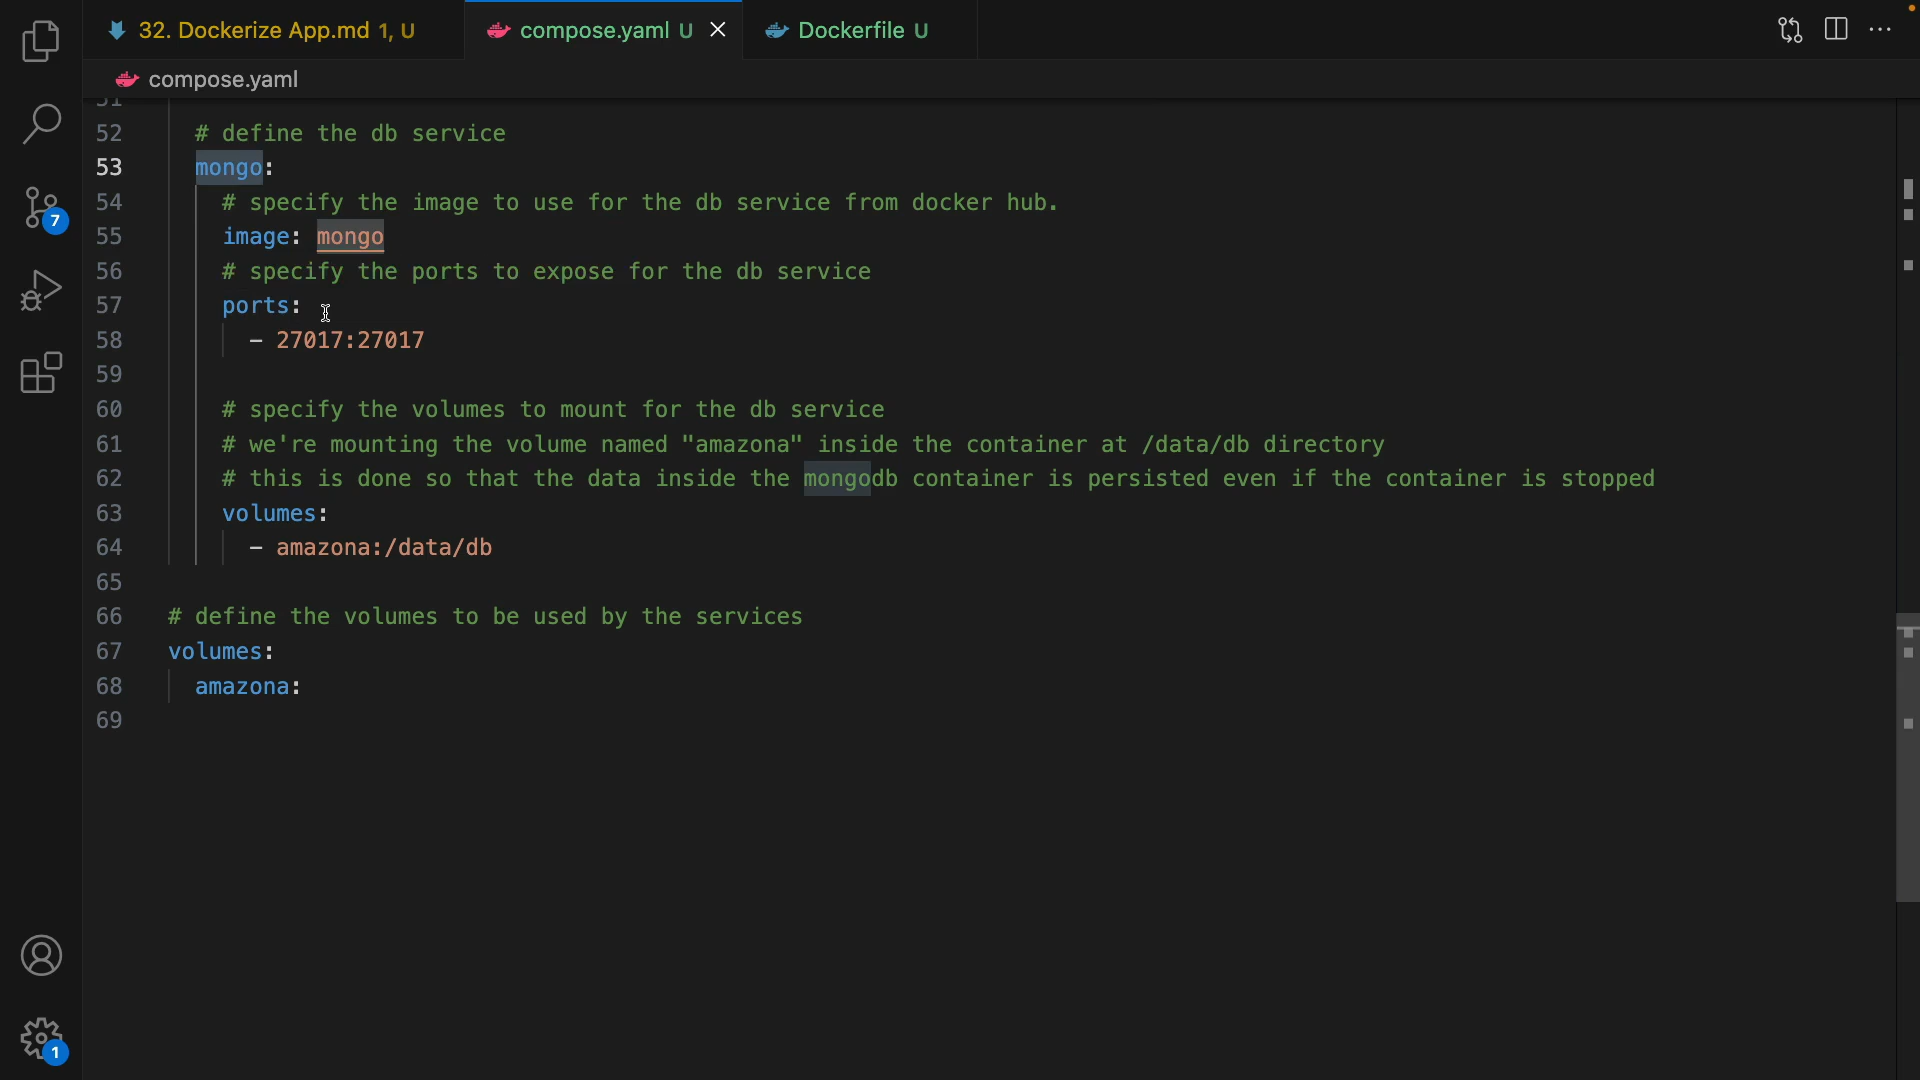 32. Dockerize App.md 1, U
compose.yaml U
Dockerfile U
compose.yaml
51
52 # define the db service
53 mongo:
54 # specify the image to use for the db service from docker hub.
55 image: mongo
56 # specify the ports to expose for the db service
57 ports:
58 - 27017:27017
59
60 # specify the volumes to mount for the db service
61 # we're mounting the volume named "amazona" inside the container at /data/db directory
62 # this is done so that the data inside the mongodb container is persisted even if the container is stopped
63 volumes:
64 - amazona:/data/db
65
66 # define the volumes to be used by the services
67 volumes:
68 amazona:
69
7
1